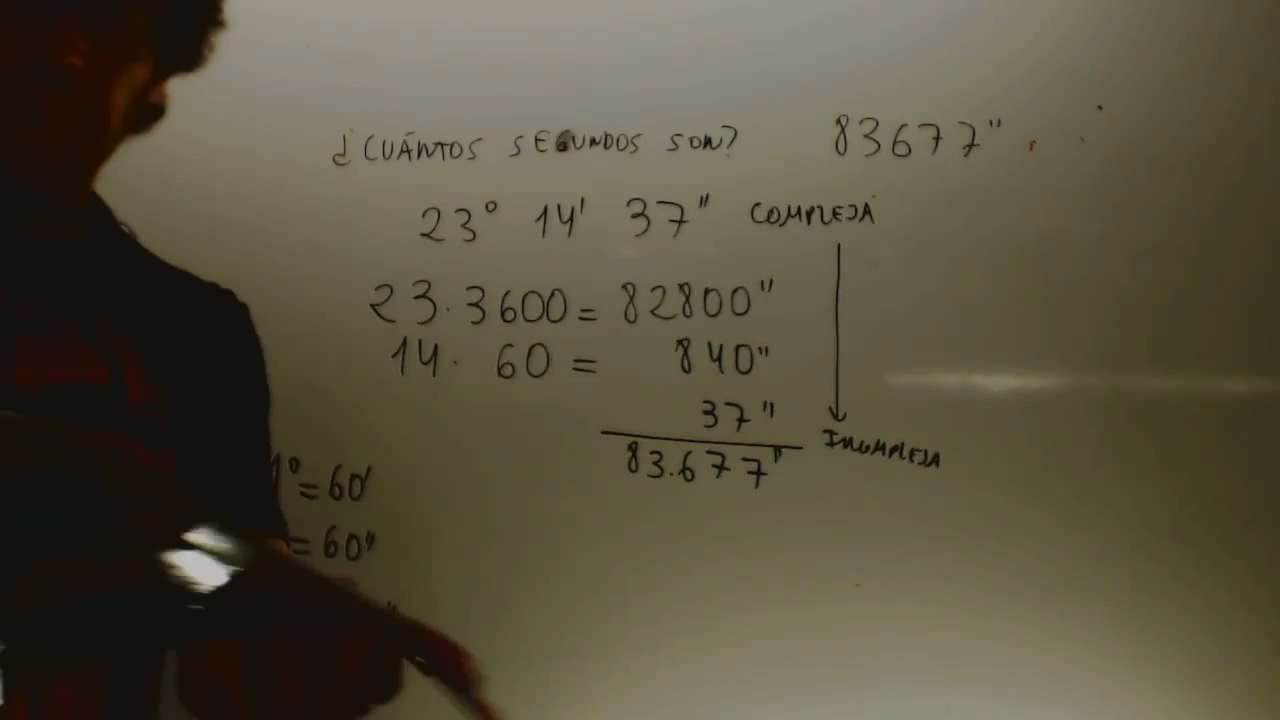 ¿CUÁNTOS SEGUNDOS SON? 83677"
23° 14' 37" COMPLEJA
23·3600= 82800"
14· 60 = 840"
37"
INCOMPLEJA
83.677"
1°=60'
=60"